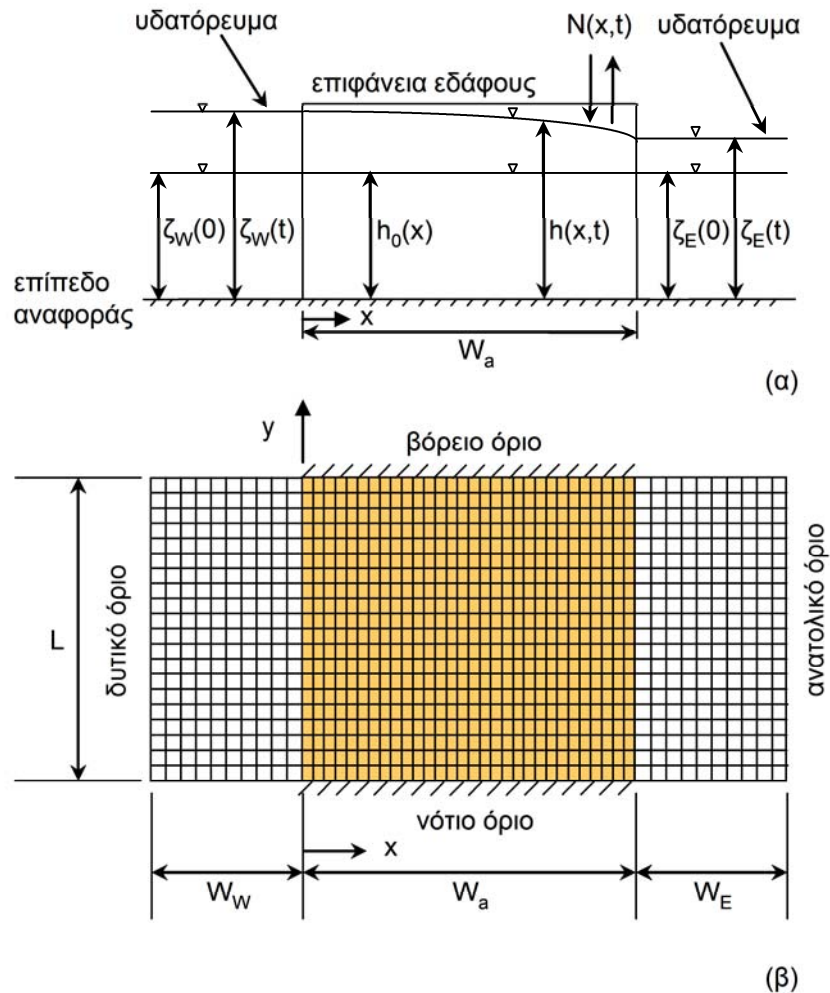 υδατόρευμα
N(x,t)
υδατόρευμα
επιφάνεια εδάφους
ζW(0)
ζW(t)
h0(x)
h(x,t)
ζE(0)
ζE(t)
επίπεδο
αναφοράς
x
Wa
(α)
y
βόρειο όριο
L
δυτικό όριο
ανατολικό όριο
νότιο όριο
x
WW
Wa
WE
(β)